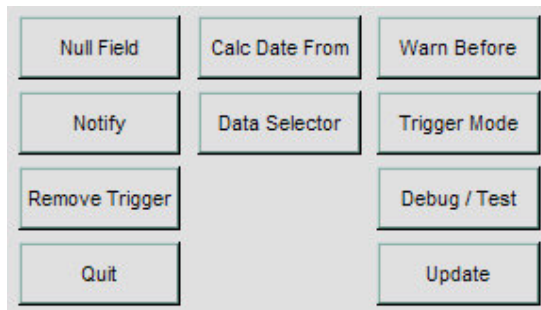 Null Field
Calc Date From
Warn Before
Notify
Data Selector
Trigger Mode
Remove Trigger
Debug / Test
Quit
Update